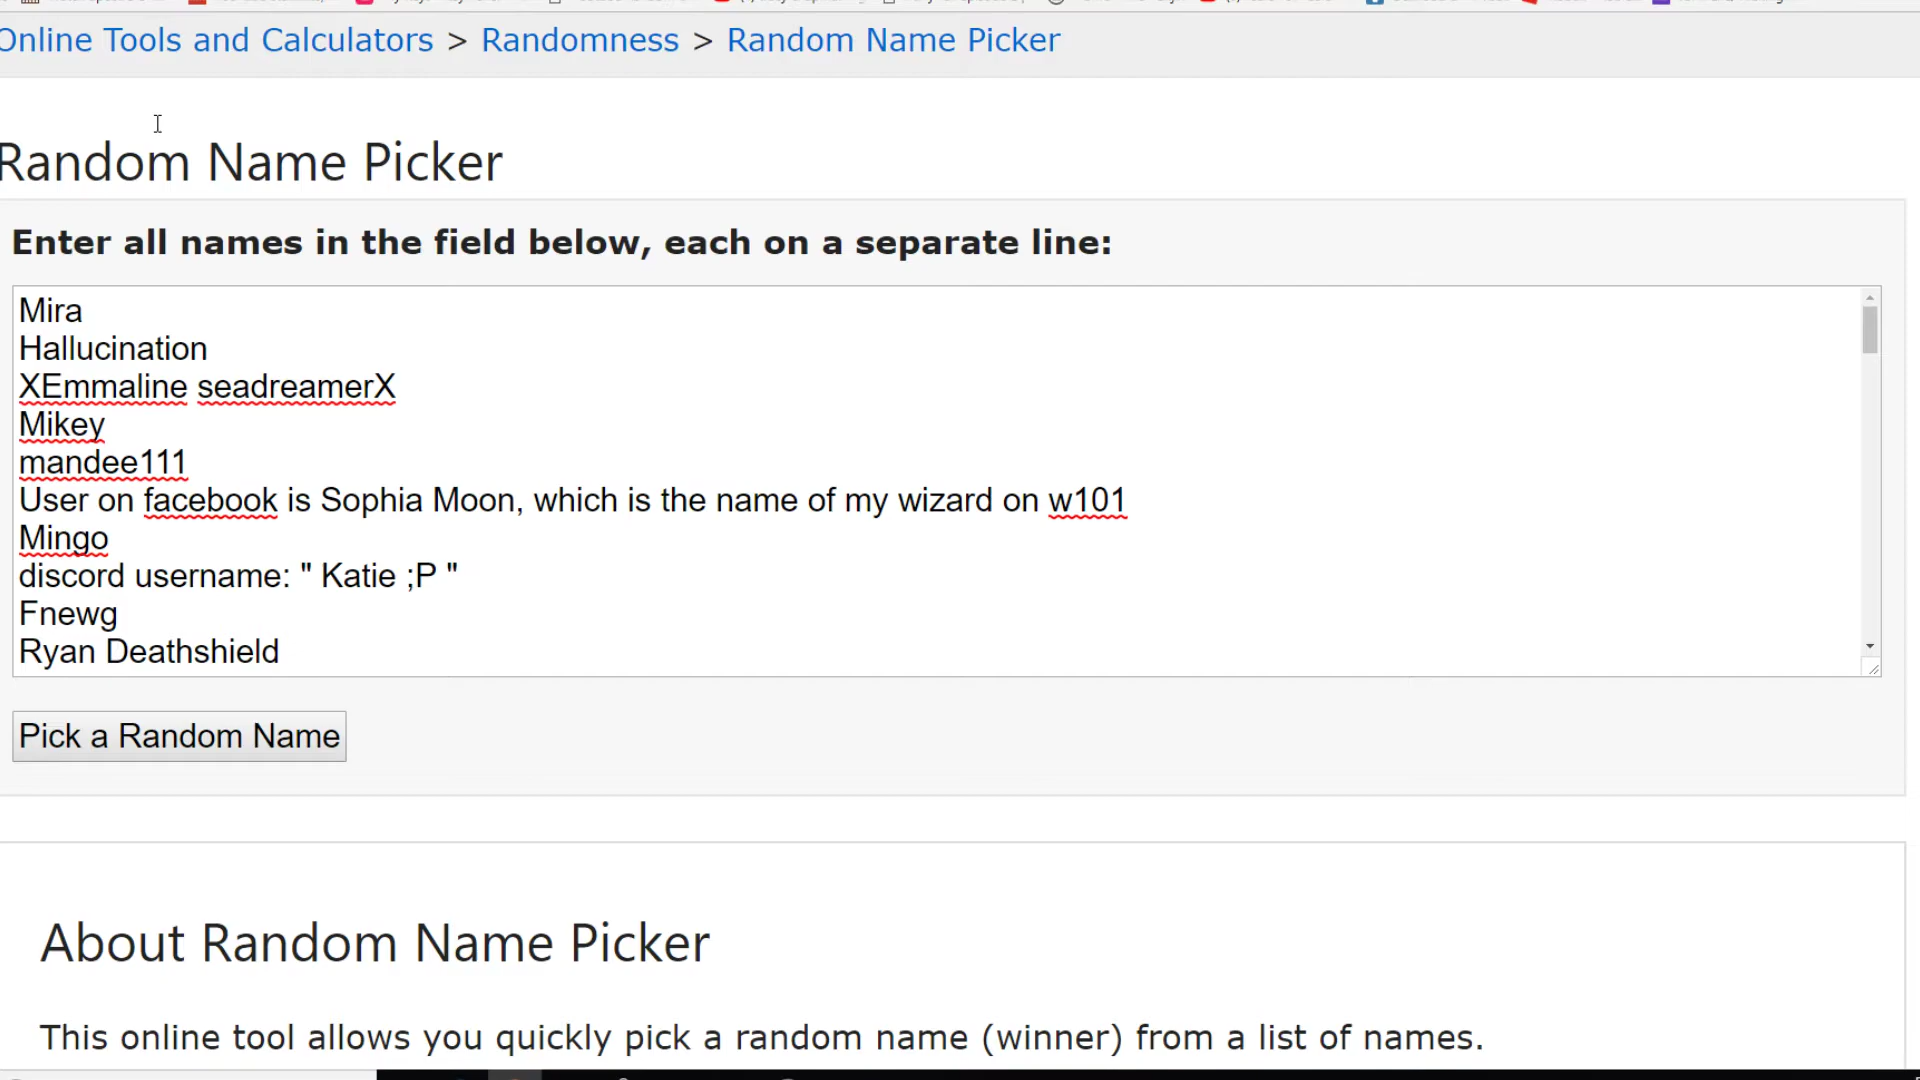 Online Tools and Calculators > Randomness > Random Name Picker
Random Name Picker
Enter all names in the field below, each on a separate line:
Mira
Hallucination
XEmmaline seadreamerX
Mikey
mandee111
User on facebook is Sophia Moon, which is the name of my wizard on w101
Mingo
discord username: " Katie ;P "
Fnewg
Ryan Deathshield
Pick a Random Name
About Random Name Picker
This online tool allows you quickly pick a random name (winner) from a list of names.